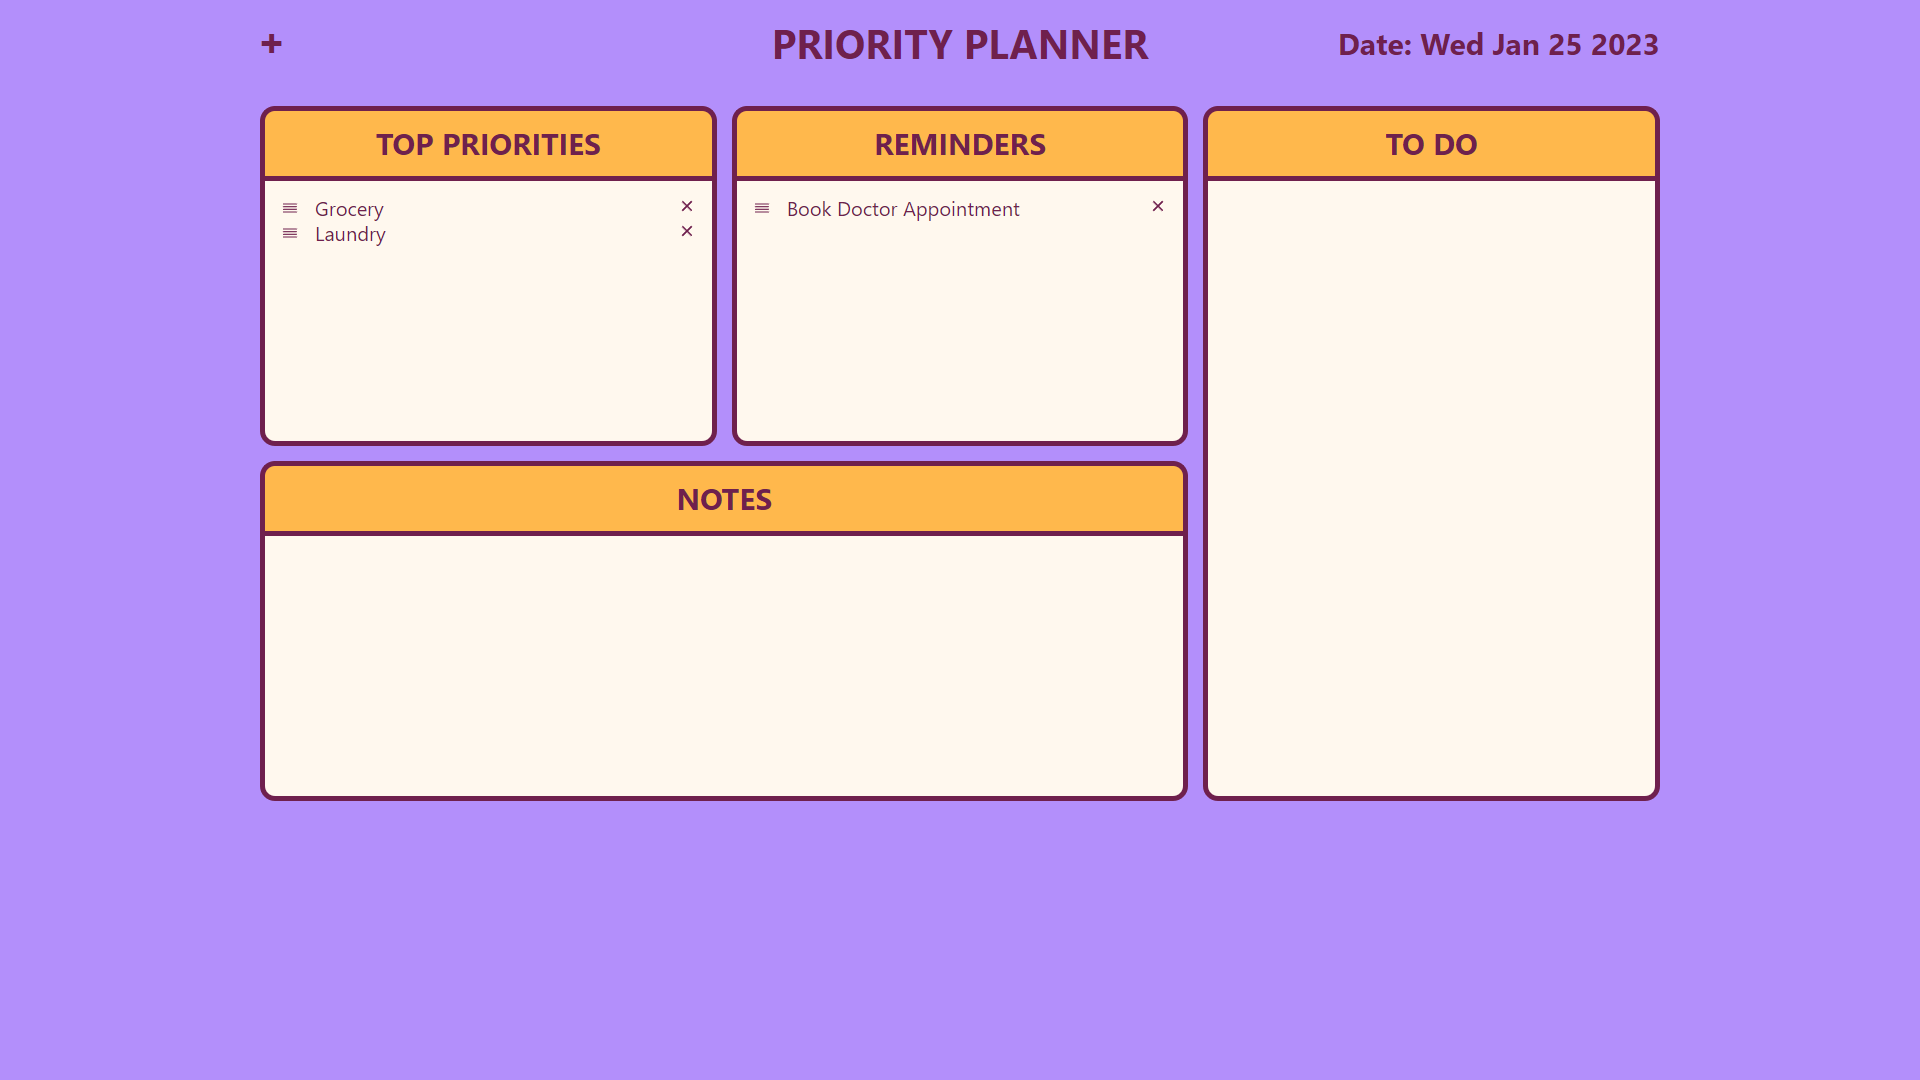 +
PRIORITY PLANNER
Date: Wed Jan 25 2023
TOP PRIORITIES
Grocery
Laundry
REMINDERS
Book Doctor Appointment
TO DO
NOTES